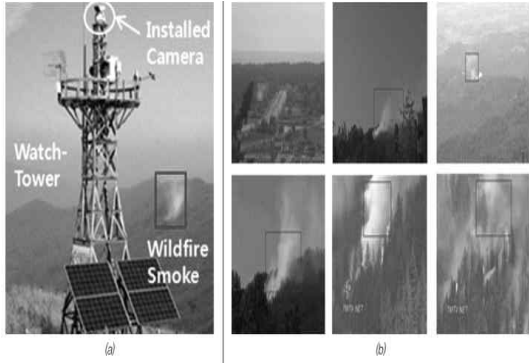 Installed
Camera
Watch-
Tower
Wildfire
Smoke
(a)
(b)